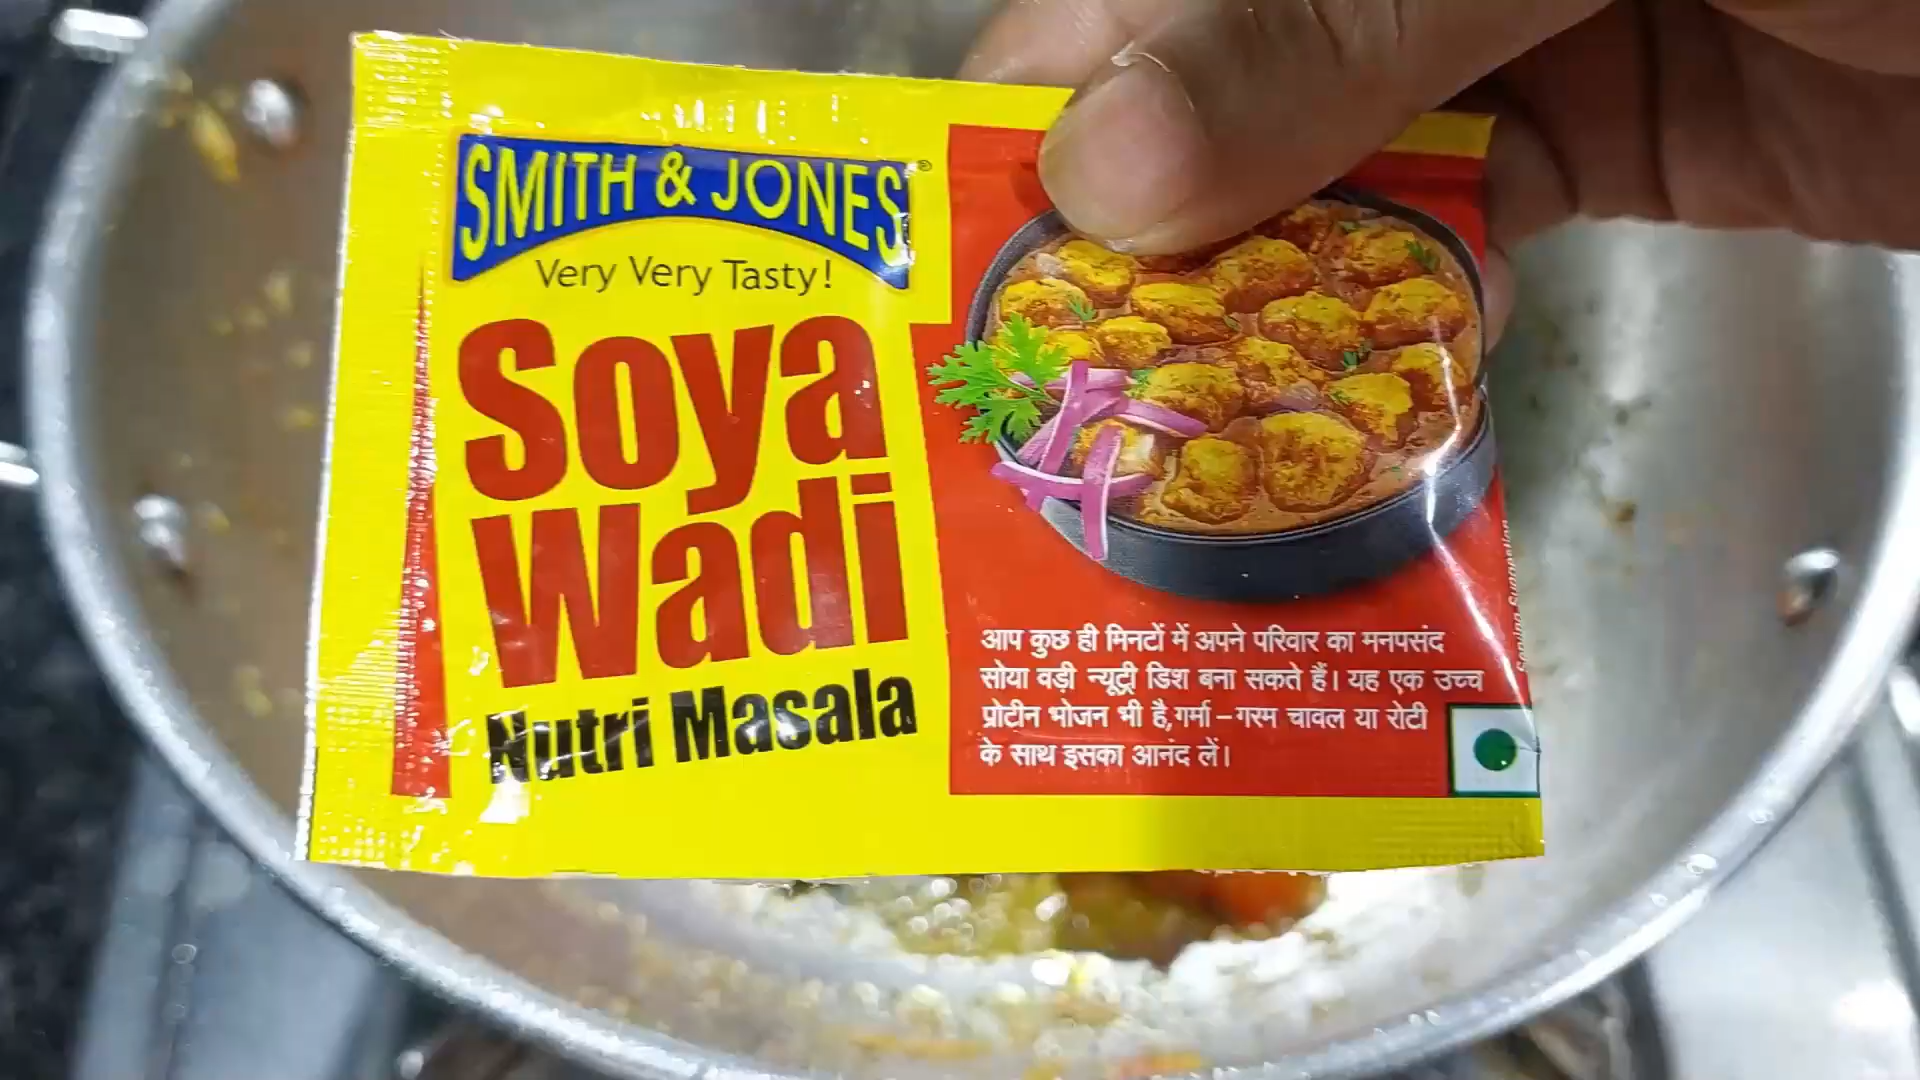 SMITH & JONES®
Very Very Tasty!
Soya
Wadi
Nutri Masala
आप कुछ ही मिनटों में अपने परिवार का मनपसंद
सोया वड़ी न्यूट्री डिश बना सकते हैं। यह एक उच्च
प्रोटीन भोजन भी है,गर्मा–गरम चावल या रोटी
के साथ इसका आनंद लें।
Serving Suggestion